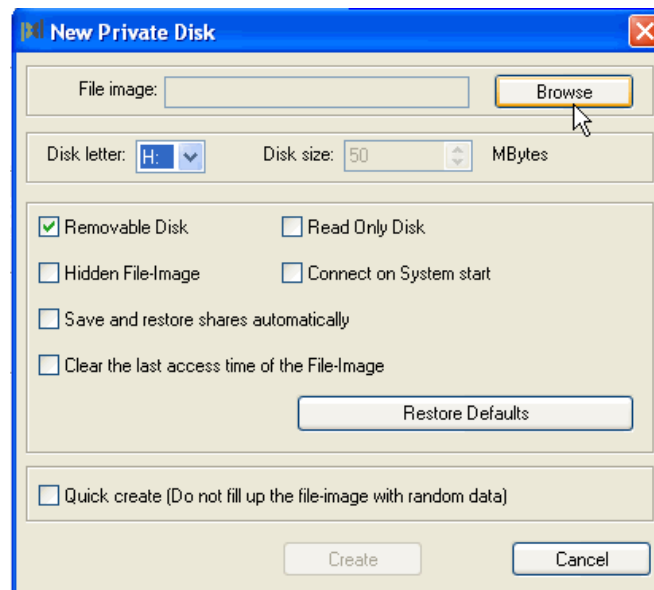 New Private Disk
File image: Browse
Disk letter: H: Disk size: 50 MBytes
Removable Disk Read Only Disk
Hidden File-Image Connect on System start
Save and restore shares automatically
Clear the last access time of the File-Image
Restore Defaults
Quick create (Do not fill up the file-image with random data)
Create Cancel